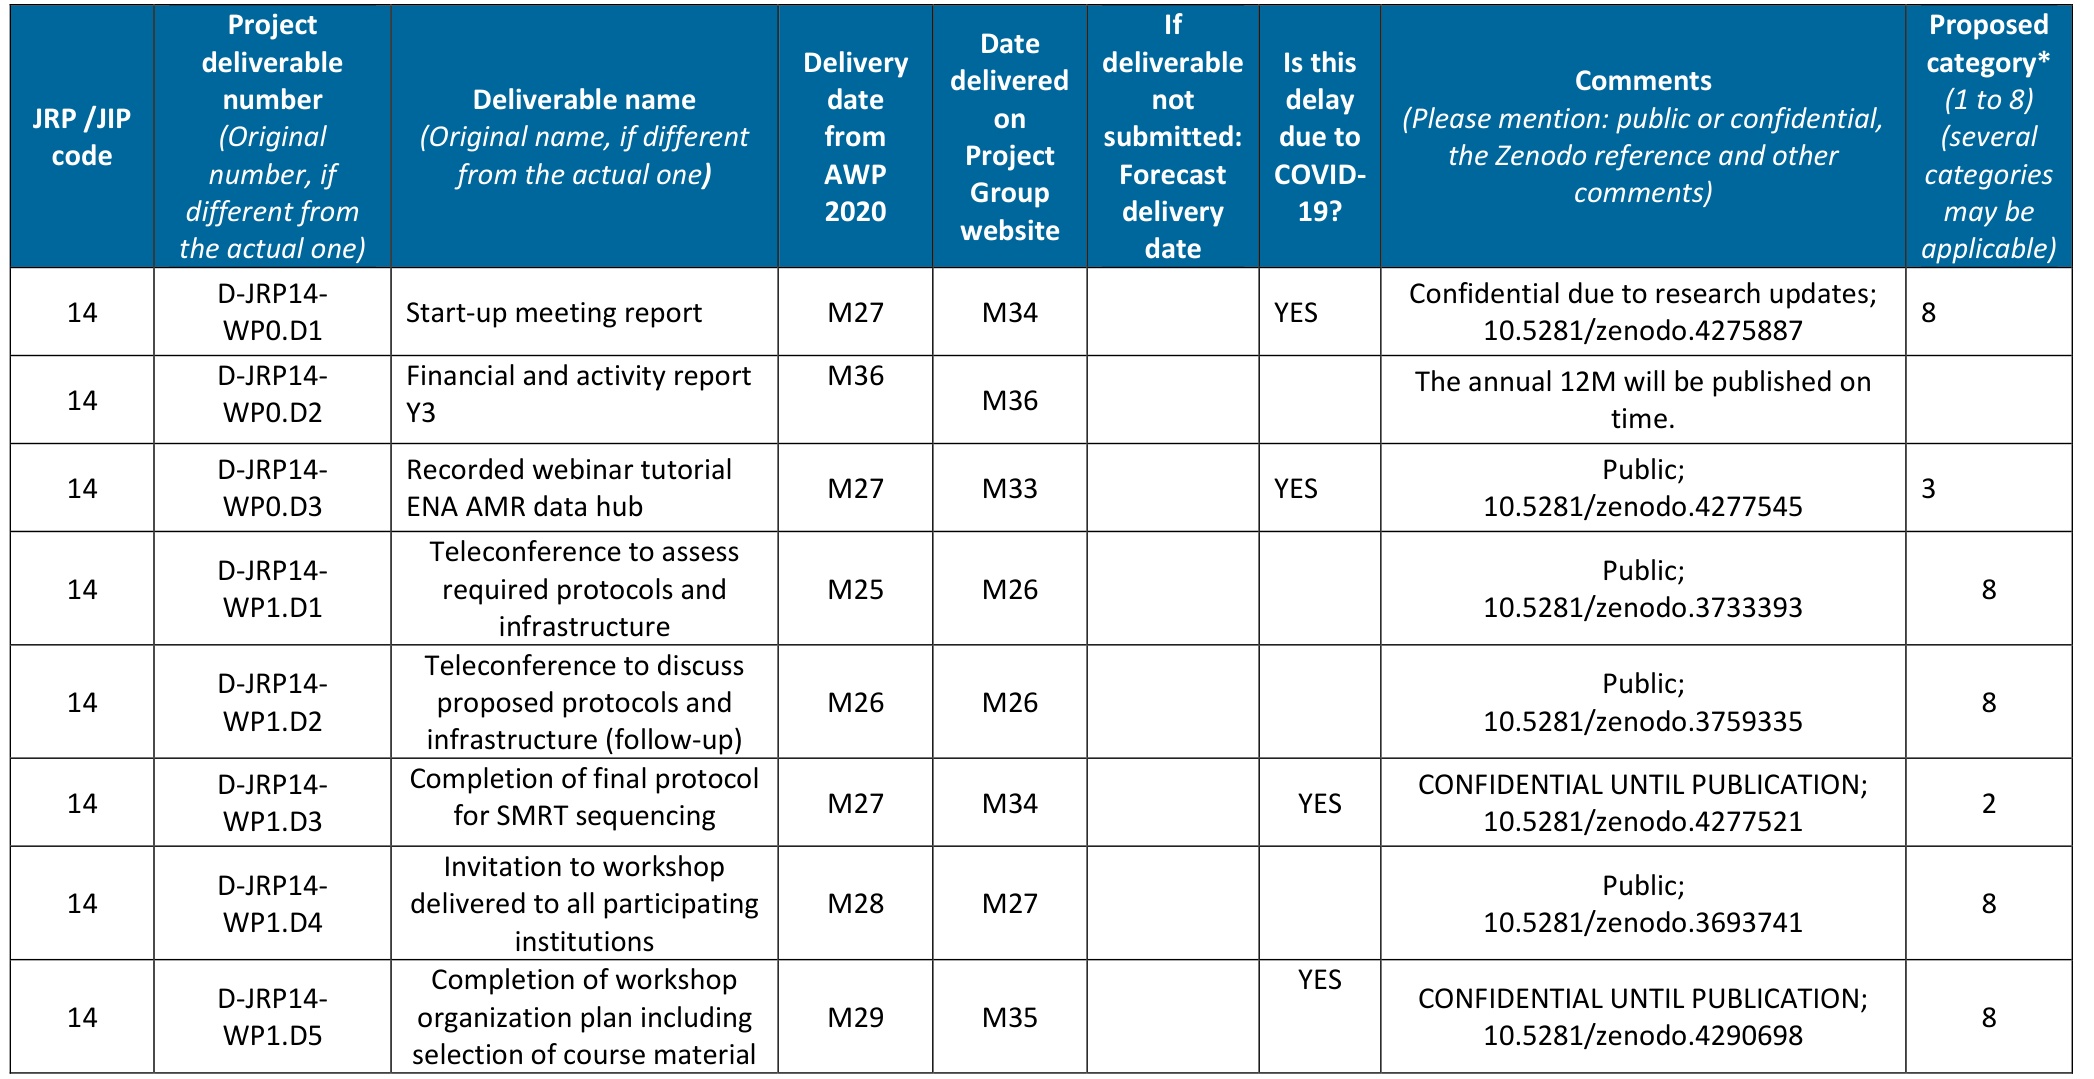 JRP /JIP
code
Project
deliverable
number
(Original
number, if
different from
the actual one)
Deliverable name
(Original name, if different
from the actual one)
Delivery
date
from
AWP
2020
Date
delivered
on
Project
Group
website
If
deliverable
not
submitted:
Forecast
delivery
date
Is this
delay
due to
COVID-
19?
Comments
(Please mention: public or confidential,
the Zenodo reference and other
comments)
Proposed
category*
(1 to 8)
(several
categories
may be
applicable)
14
D-JRP14-
WP0.D1
Start-up meeting report
M27
M34
YES
Confidential due to research updates;
10.5281/zenodo.4275887
8
14
D-JRP14-
WP0.D2
Financial and activity report
Y3
M36
M36
The annual 12M will be published on
time.
14
D-JRP14-
WP0.D3
Recorded webinar tutorial
ENA AMR data hub
M27
M33
YES
Public;
10.5281/zenodo.4277545
3
14
D-JRP14-
WP1.D1
Teleconference to assess
required protocols and
infrastructure
M25
M26
Public;
10.5281/zenodo.3733393
8
14
D-JRP14-
WP1.D2
Teleconference to discuss
proposed protocols and
infrastructure (follow-up)
M26
M26
Public;
10.5281/zenodo.3759335
8
14
D-JRP14-
WP1.D3
Completion of final protocol
for SMRT sequencing
M27
M34
YES
CONFIDENTIAL UNTIL PUBLICATION;
10.5281/zenodo.4277521
2
14
D-JRP14-
WP1.D4
Invitation to workshop
delivered to all participating
institutions
M28
M27
Public;
10.5281/zenodo.3693741
8
14
D-JRP14-
WP1.D5
Completion of workshop
organization plan including
selection of course material
M29
M35
YES
CONFIDENTIAL UNTIL PUBLICATION;
10.5281/zenodo.4290698
8